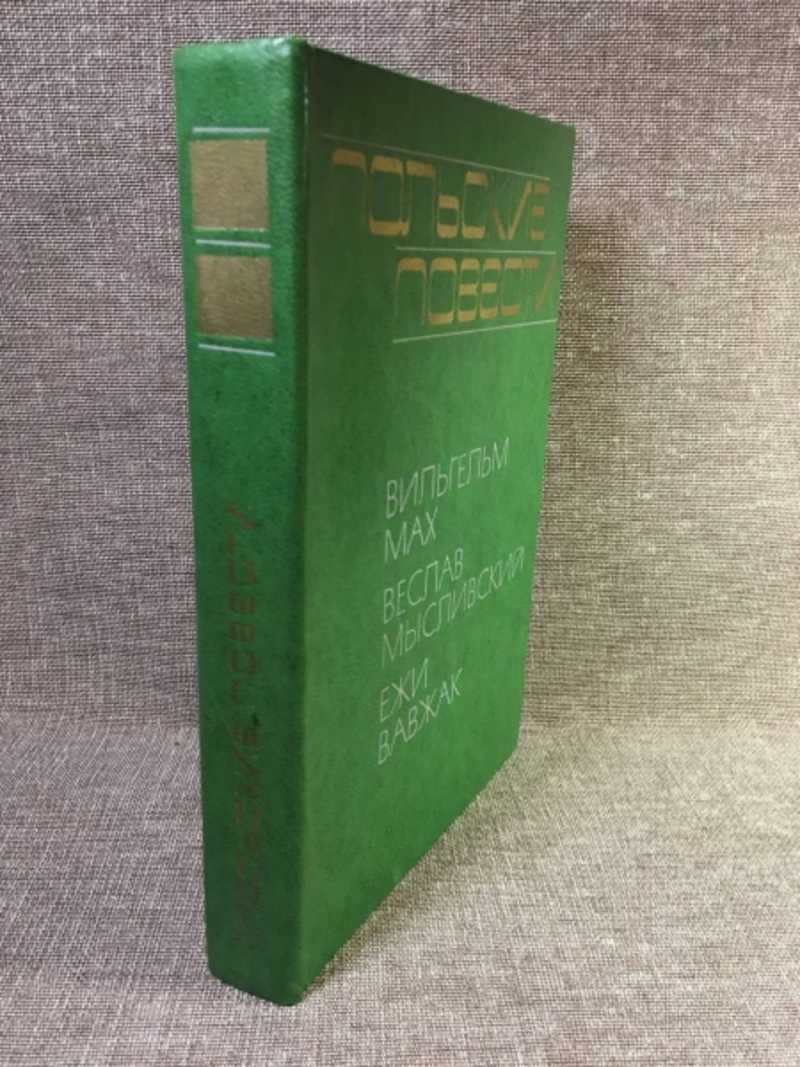 ПОЛЬСКИЕ
ПОВЕСТИ
ВИЛЬГЕЛЬМ
МАХ
ВЕСЛАВ
МЫСЛИВСКИЙ
ЕЖИ
ВАВЖАК
ПОЛЬСКИЕ ПОВЕСТИ